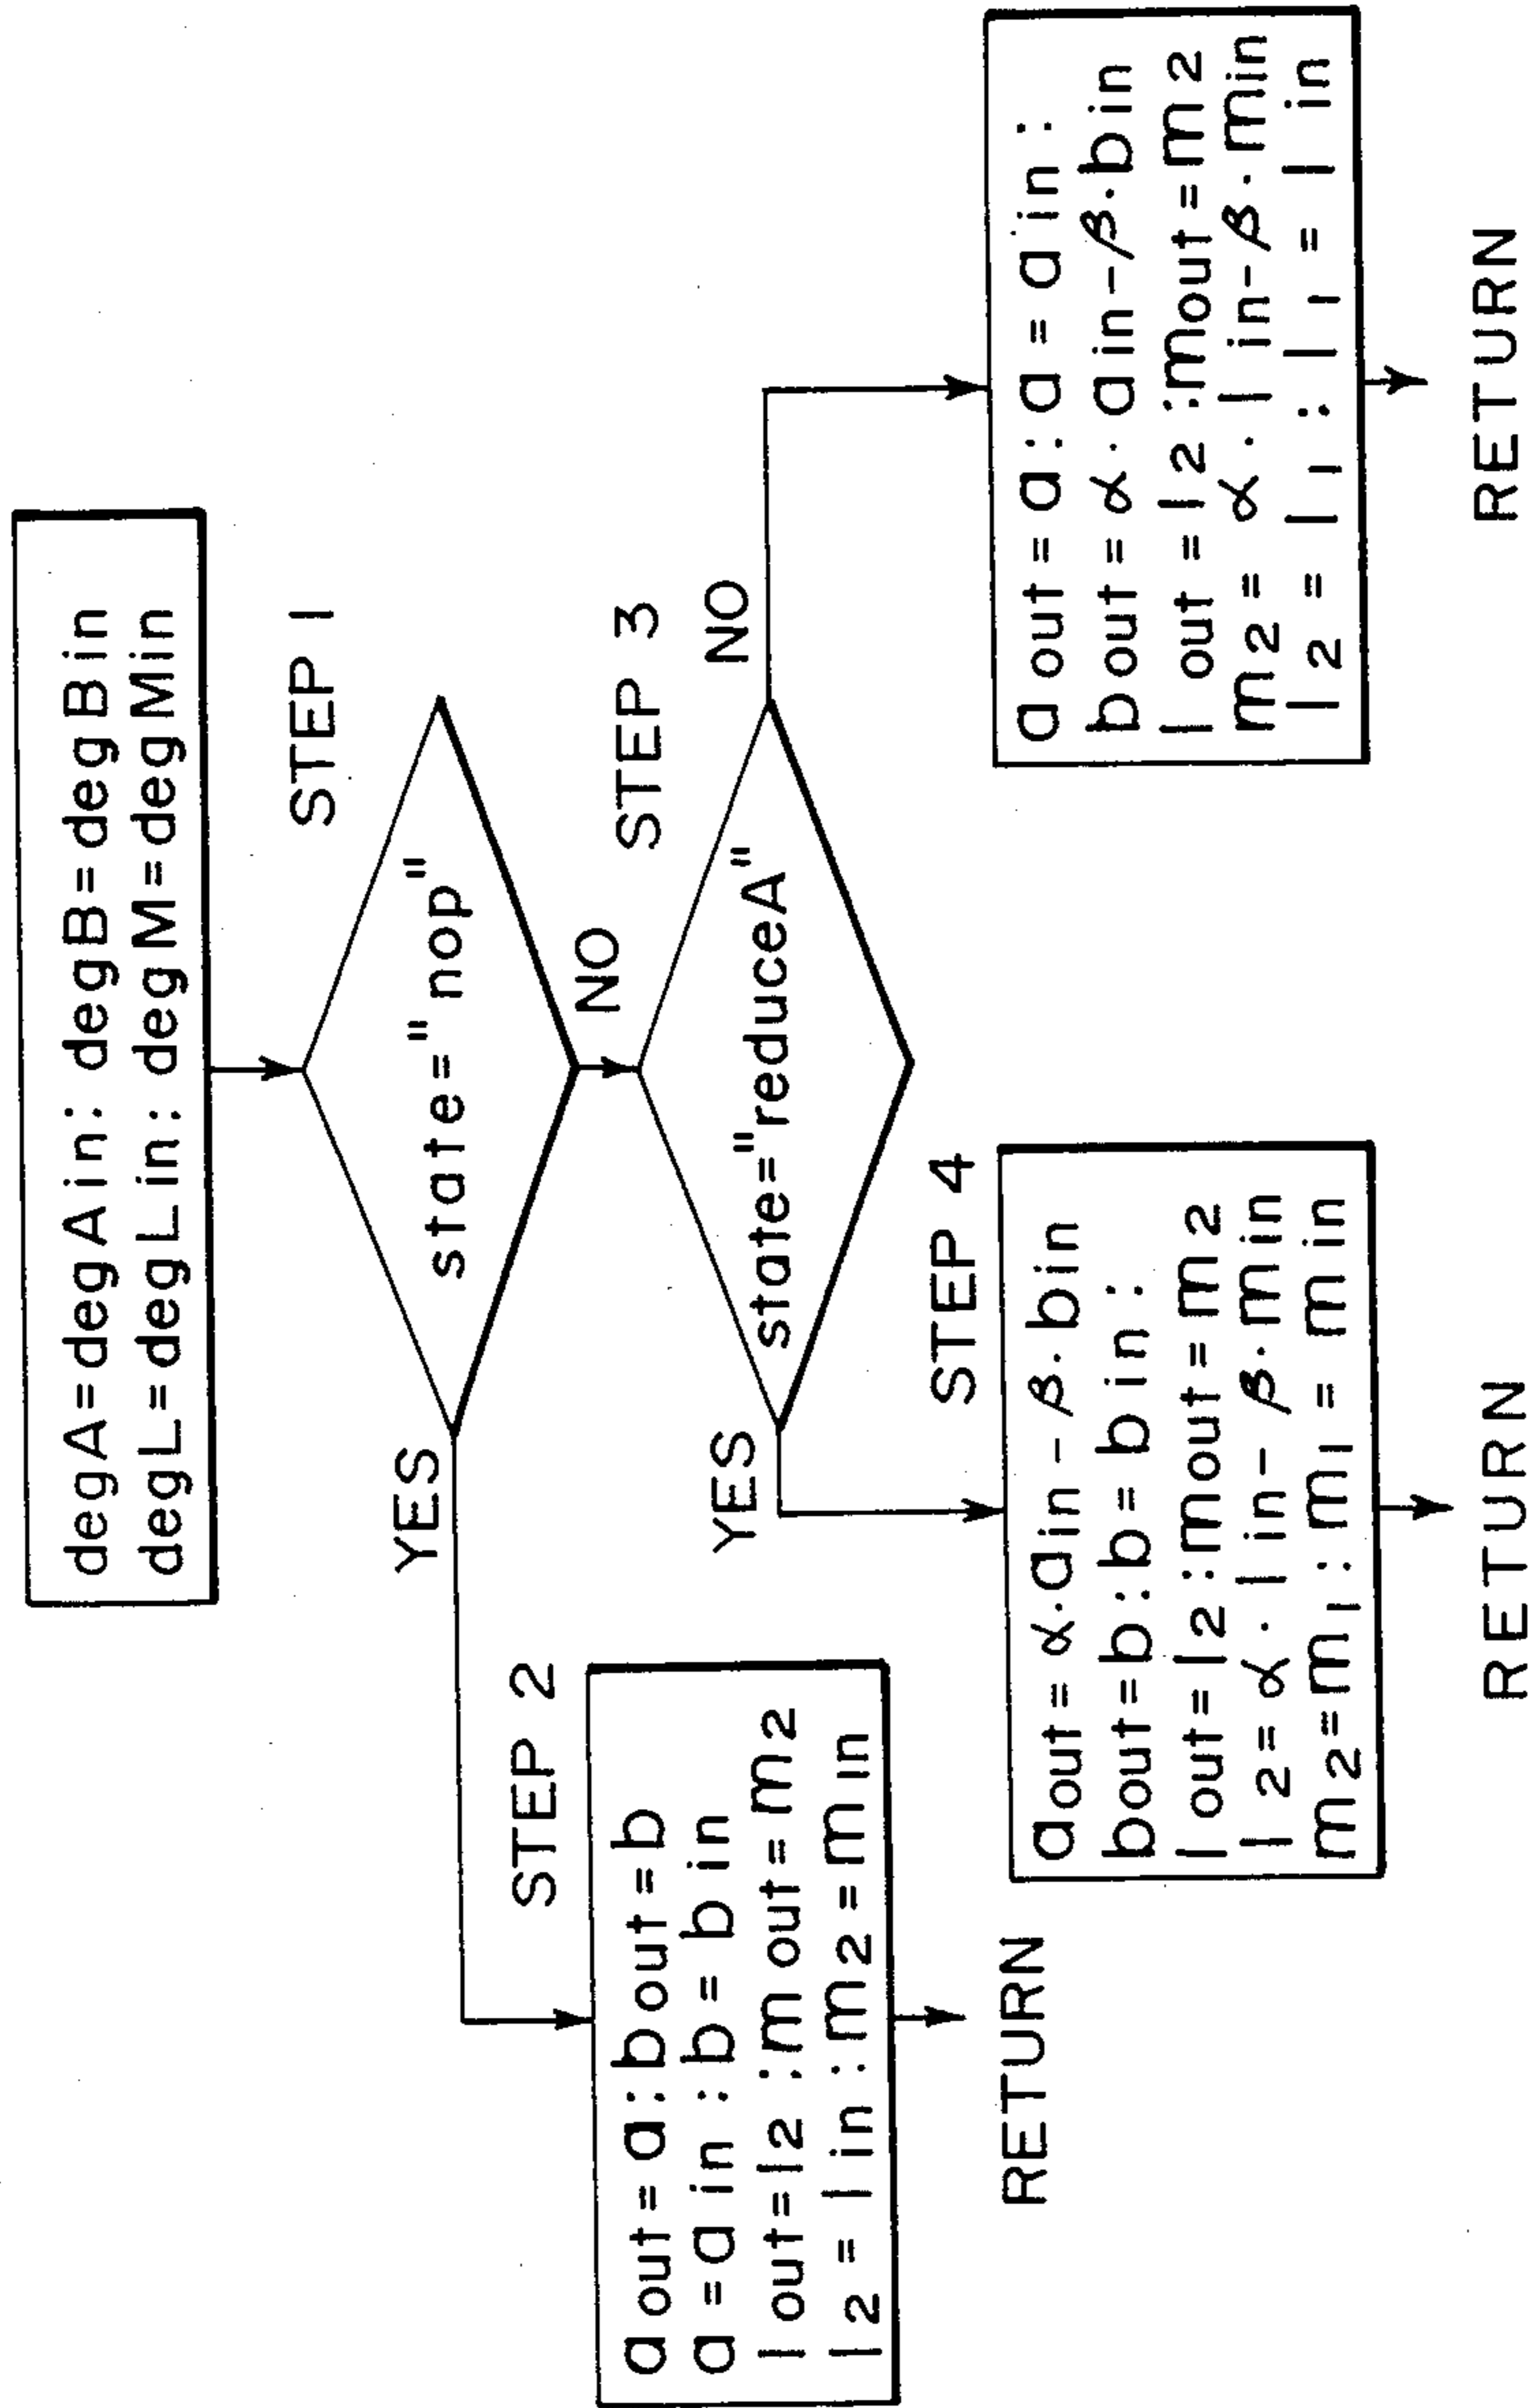 degA=degAin: degB=degBin
degL=degLin: degM=degMin
STEP 1
state="nop"
YES
NO
STEP 2
aout=a:bout=b
a=ain:b=bin
lout=l2:mout=m2
l2=lin:m2=min
RETURN
STEP 3
state="reduceA"
YES
NO
STEP 4
aout=α·ain-β·bin
bout=b:b=bin:
lout=l2:mout=m2
l2=α·lin-β·min
m2=m1:m1=min
RETURN
aout=a:a=ain:
bout=α·ain-β·bin
lout=l2:mout=m2
m2=α·lin-β·min
l2=l1:l1=lin
RETURN